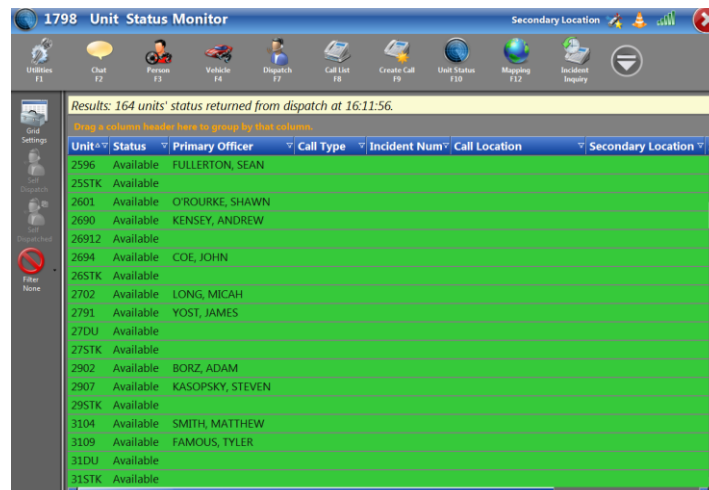 1798 Unit Status Monitor
Secondary Location
Utilities Chat Person Vehicle Dispatch Call List Create Call Unit Status Mapping Incident
F1 F2 F3 F4 F7 F8 F9 F10 F12 Inquiry
Results: 164 units' status returned from dispatch at 16:11:56.
Drag a column header here to group by that column.
Grid
Settings
Self
Dispatch
Self
Dispatched
Filter
None
Unit Status Primary Officer Call Type Incident Num Call Location Secondary Location
2596 Available FULLERTON, SEAN
25STK Available
2601 Available O'ROURKE, SHAWN
2690 Available KENSEY, ANDREW
26912 Available
2694 Available COE, JOHN
26STK Available
2702 Available LONG, MICAH
2791 Available YOST, JAMES
27DU Available
27STK Available
2902 Available BORZ, ADAM
2907 Available KASOPSKY, STEVEN
29STK Available
3104 Available SMITH, MATTHEW
3109 Available FAMOUS, TYLER
31DU Available
31STK Available